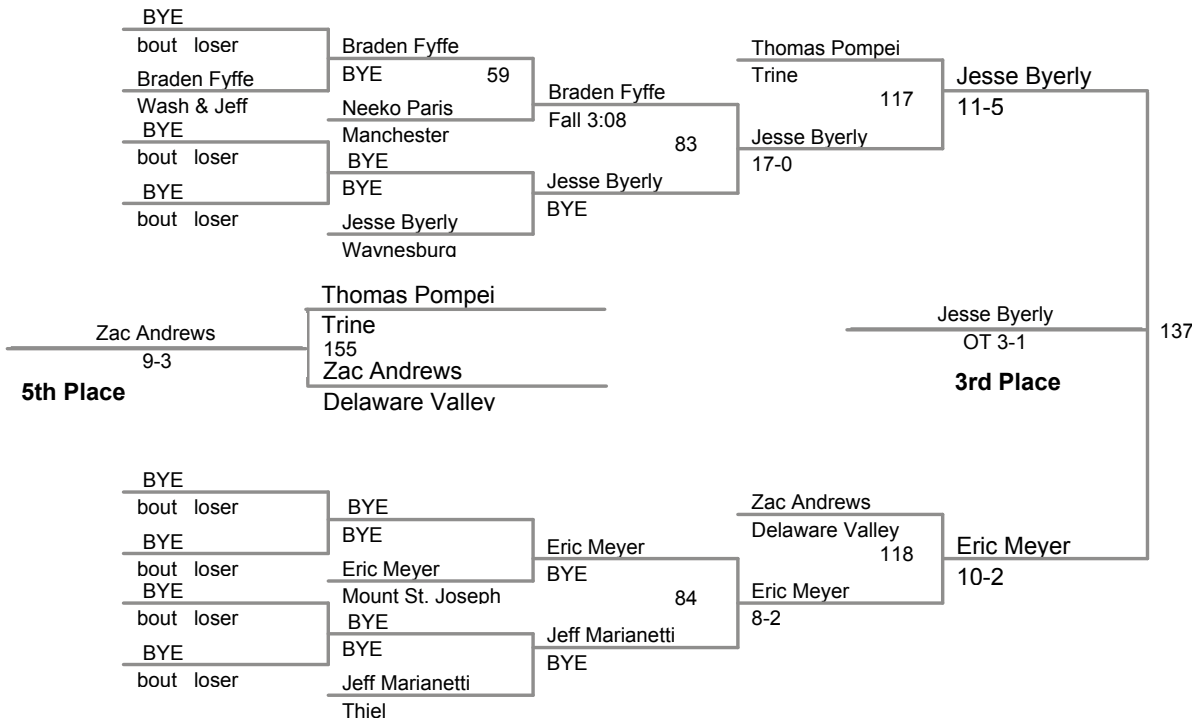 BYE
bout loser
Braden Fyffe
Wash & Jeff
BYE
bout loser
BYE
bout loser
Braden Fyffe
BYE 59
Neeko Paris
Manchester
BYE
BYE
Jesse Byerly
Waynesburg
Braden Fyffe
Fall 3:08
83
Jesse Byerly
BYE
Thomas Pompei
Trine
117
Jesse Byerly
17-0
Jesse Byerly
11-5
Zac Andrews
9-3
5th Place
Thomas Pompei
Trine
155
Zac Andrews
Delaware Valley
Jesse Byerly
OT 3-1
3rd Place
137
BYE
bout loser
BYE
bout loser
BYE
bout loser
BYE
bout loser
BYE
BYE
Eric Meyer
Mount St. Joseph
BYE
BYE
Jeff Marianetti
Thiel
Eric Meyer
BYE
84
Jeff Marianetti
BYE
Zac Andrews
Delaware Valley
118
Eric Meyer
8-2
Eric Meyer
10-2